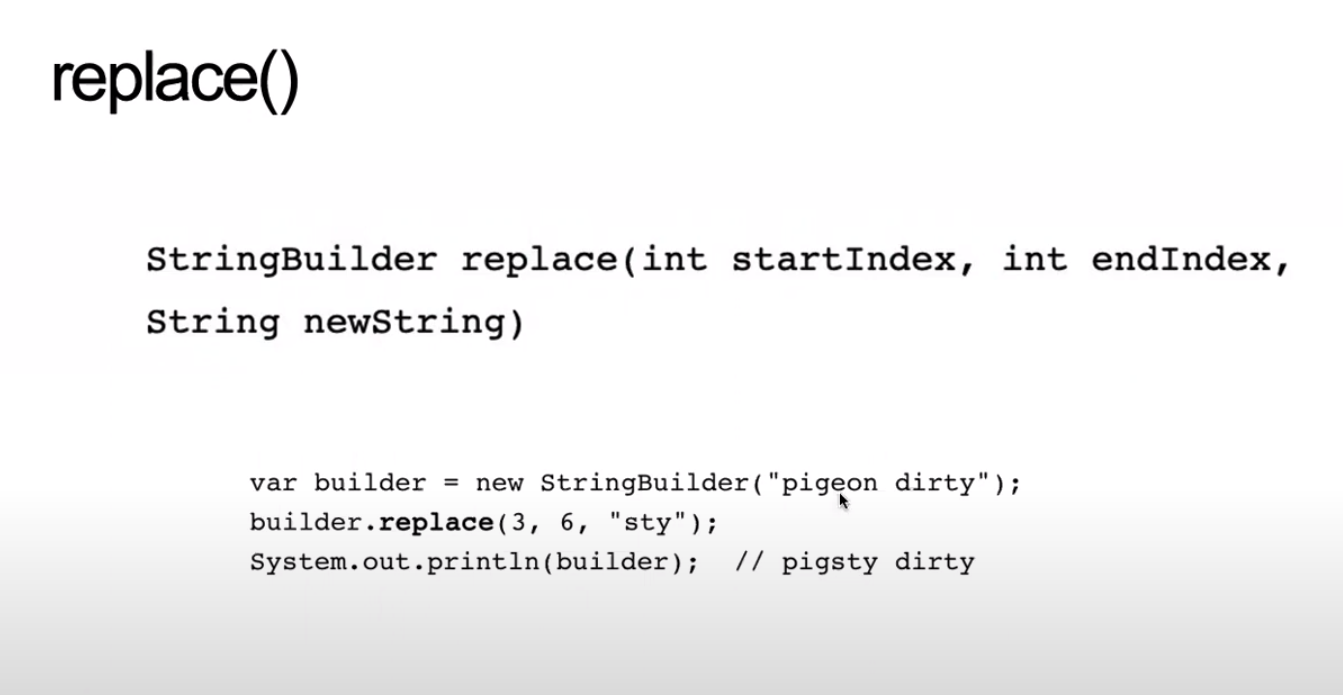 replace()
StringBuilder replace(int startIndex, int endIndex,
String newString)
var builder = new StringBuilder("pigeon dirty");
builder.replace(3, 6, "sty");
System.out.println(builder);  // pigsty dirty